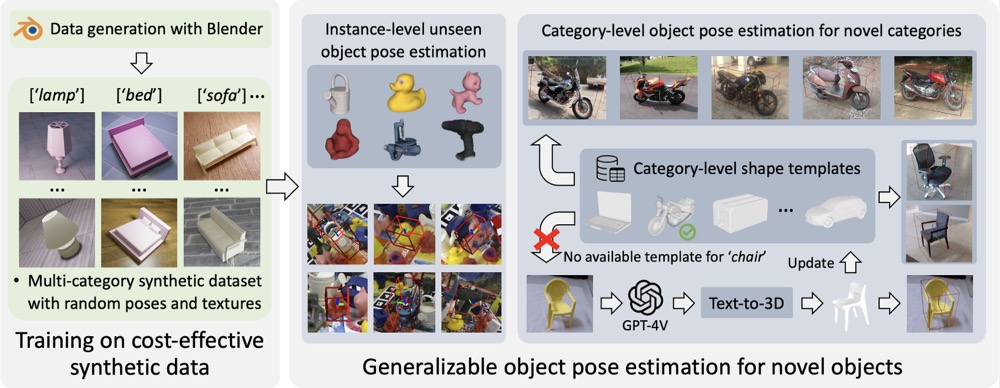 Data generation with Blender
['lamp']
['bed']
['sofa'] ...
... ... ...
• Multi-category synthetic dataset
with random poses and textures
Training on cost-effective
synthetic data
Instance-level unseen
object pose estimation
Category-level object pose estimation for novel categories
Category-level shape templates
...
No available template for 'chair'
Update
GPT-4V
Text-to-3D
Generalizable object pose estimation for novel objects